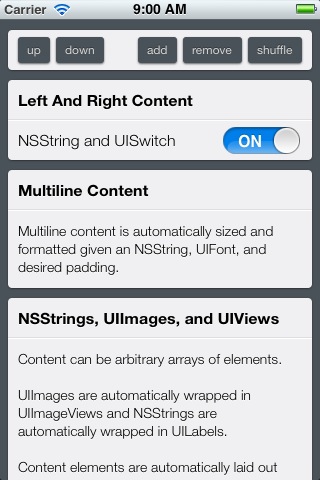 Carrier 9:00 AM
up down add remove shuffle
Left And Right Content
NSString and UISwitch ON
Multiline Content
Multiline content is automatically sized and
formatted given an NSString, UIFont, and
desired padding.
NSStrings, UIImages, and UIViews
Content can be arbitrary arrays of elements.
UIImages are automatically wrapped in
UIImageViews and NSStrings are
automatically wrapped in UILabels.
Content elements are automatically laid out